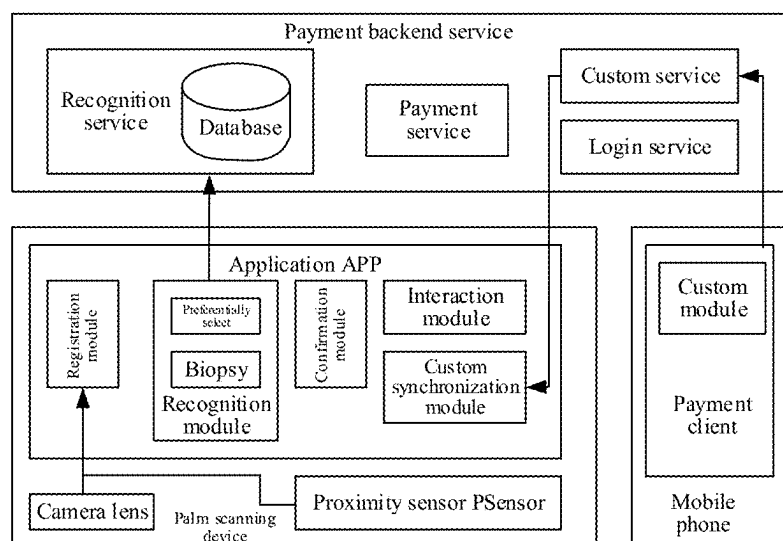 Payment backend service
Recognition
service
Database
Payment
service
Custom service
Login service
Application APP
Registration
module
Preferentially
select
Biopsy
Recognition
module
Confirmation
module
Interaction
module
Custom
synchronization
module
Custom
module
Payment
client
Camera lens
Palm scanning
device
Proximity sensor PSensor
Mobile
phone